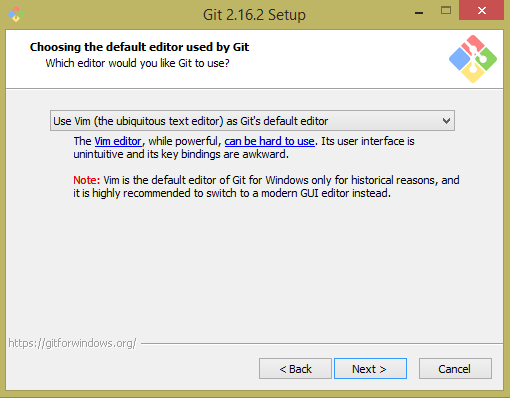 Git 2.16.2 Setup
Choosing the default editor used by Git
Which editor would you like Git to use?
Use Vim (the ubiquitous text editor) as Git's default editor
The Vim editor, while powerful, can be hard to use. Its user interface is
unintuitive and its key bindings are awkward.
Note: Vim is the default editor of Git for Windows only for historical reasons, and
it is highly recommended to switch to a modern GUI editor instead.
https://gitforwindows.org/
< Back
Next >
Cancel